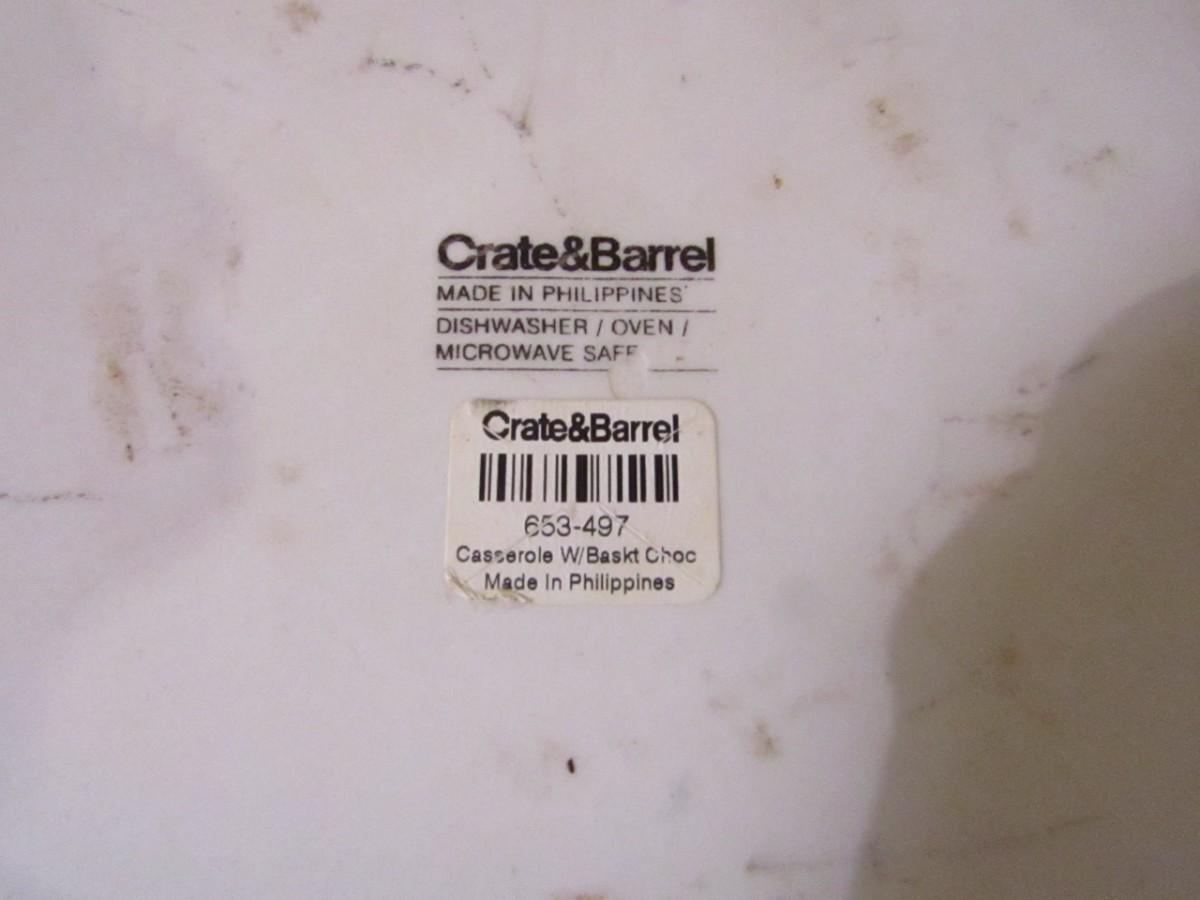 Crate&Barrel
MADE IN PHILIPPINES
DISHWASHER / OVEN /
MICROWAVE SAFE
Crate&Barrel
653-497
Casserole W/Baskt Choc
Made In Philippines